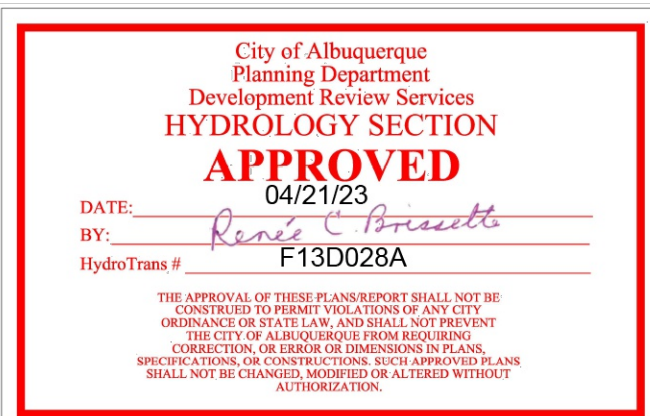 City of Albuquerque
Planning Department
Development Review Services
HYDROLOGY SECTION
APPROVED
DATE: 04/21/23
BY: Renée C. Brissette
HydroTrans # F13D028A
THE APPROVAL OF THESE PLANS/REPORT SHALL NOT BE
CONSTRUED TO PERMIT VIOLATIONS OF ANY CITY
ORDINANCE OR STATE LAW, AND SHALL NOT PREVENT
THE CITY OF ALBUQUERQUE FROM REQUIRING
CORRECTION, OR ERROR OR DIMENSIONS IN PLANS,
SPECIFICATIONS, OR CONSTRUCTIONS. SUCH APPROVED PLANS
SHALL NOT BE CHANGED, MODIFIED OR ALTERED WITHOUT
AUTHORIZATION.